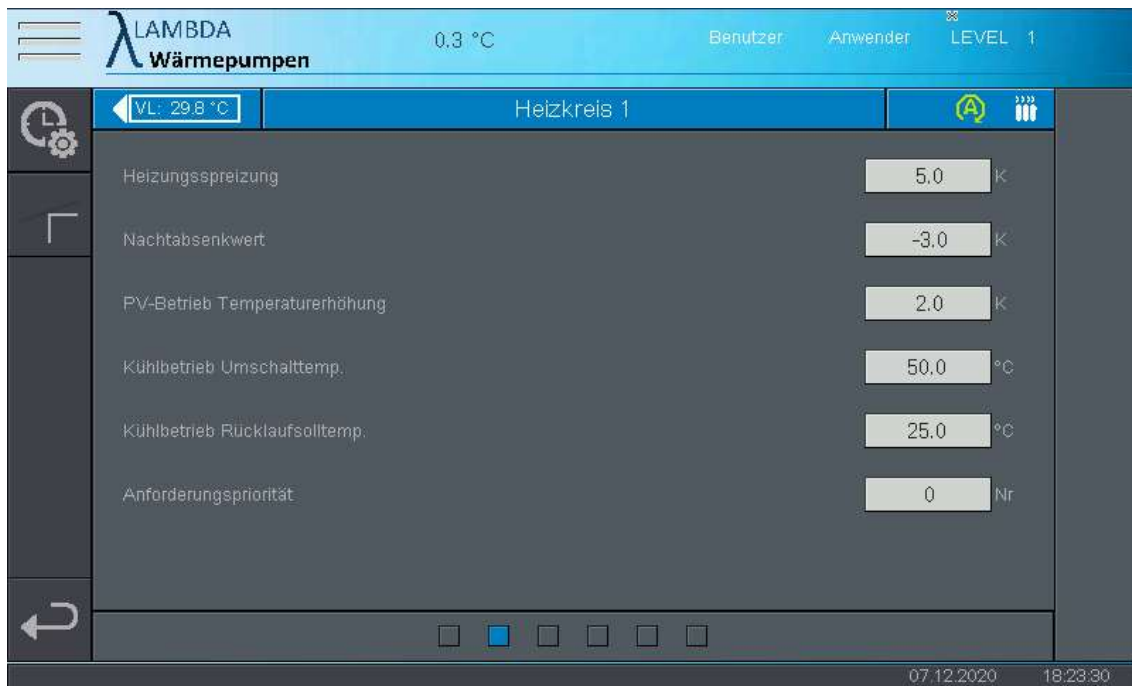 LAMBDA
Wärmepumpen
0.3 °C
Benutzer Anwender LEVEL 1
VL: 29.8 °C
Heizkreis 1
A
Heizungsspreizung 5.0 K
Nachtabsenkwert -3.0 K
PV-Betrieb Temperaturerhöhung 2.0 K
Kühlbetrieb Umschalttemp. 50.0 °C
Kühlbetrieb Rücklaufsolltemp. 25.0 °C
Anforderungspriorität 0 Nr
07.12.2020 18:23:30